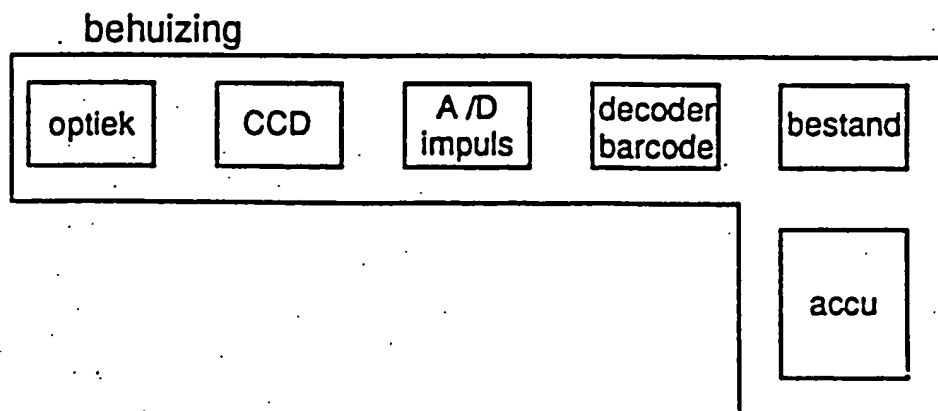 behuizing
optiek
CCD
A/D
impuls
decoder
barcode
bestand
accu